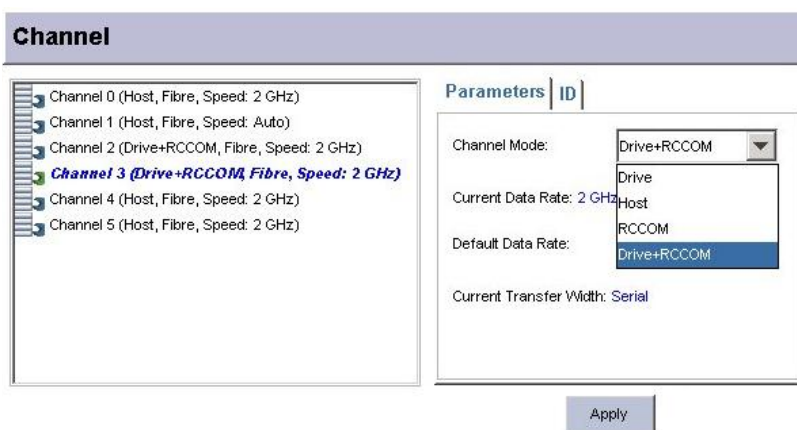 Channel
Channel 0 (Host, Fibre, Speed: 2 GHz)
Channel 1 (Host, Fibre, Speed: Auto)
Channel 2 (Drive+RCCOM, Fibre, Speed: 2 GHz)
Channel 3 (Drive+RCCOM, Fibre, Speed: 2 GHz)
Channel 4 (Host, Fibre, Speed: 2 GHz)
Channel 5 (Host, Fibre, Speed: 2 GHz)
Parameters ID
Channel Mode: Drive+RCCOM
Drive
Current Data Rate: 2 GHz Host
RCCOM
Default Data Rate: Drive+RCCOM
Current Transfer Width: Serial
Apply